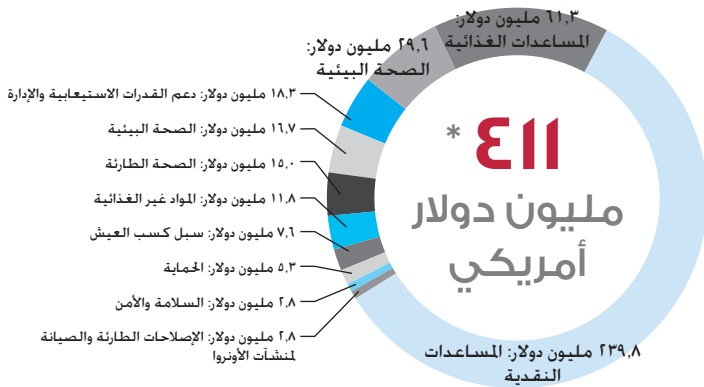 ٦١,٣ مليون دولار:
المساعدات الغذائية
٢٩,٦ مليون دولار:
الصحة البيئية
١٨,٣ مليون دولار: دعم القدرات الاستيعابية والإدارة
١٦,٧ مليون دولار: الصحة البيئية
١٥,٠ مليون دولار: الصحة الطارئة
١١,٨ مليون دولار: المواد غير الغذائية
٧,٦ مليون دولار: سبل كسب العيش
٥,٣ مليون دولار: الحماية
٢,٨ مليون دولار: السلامة والأمن
٢,٨ مليون دولار: الإصلاحات الطارئة والصيانة
لمنشآت الأونروا
٤١١ *
مليون دولار
أمريكي
٢٣٩,٨ مليون دولار: المساعدات
النقدية